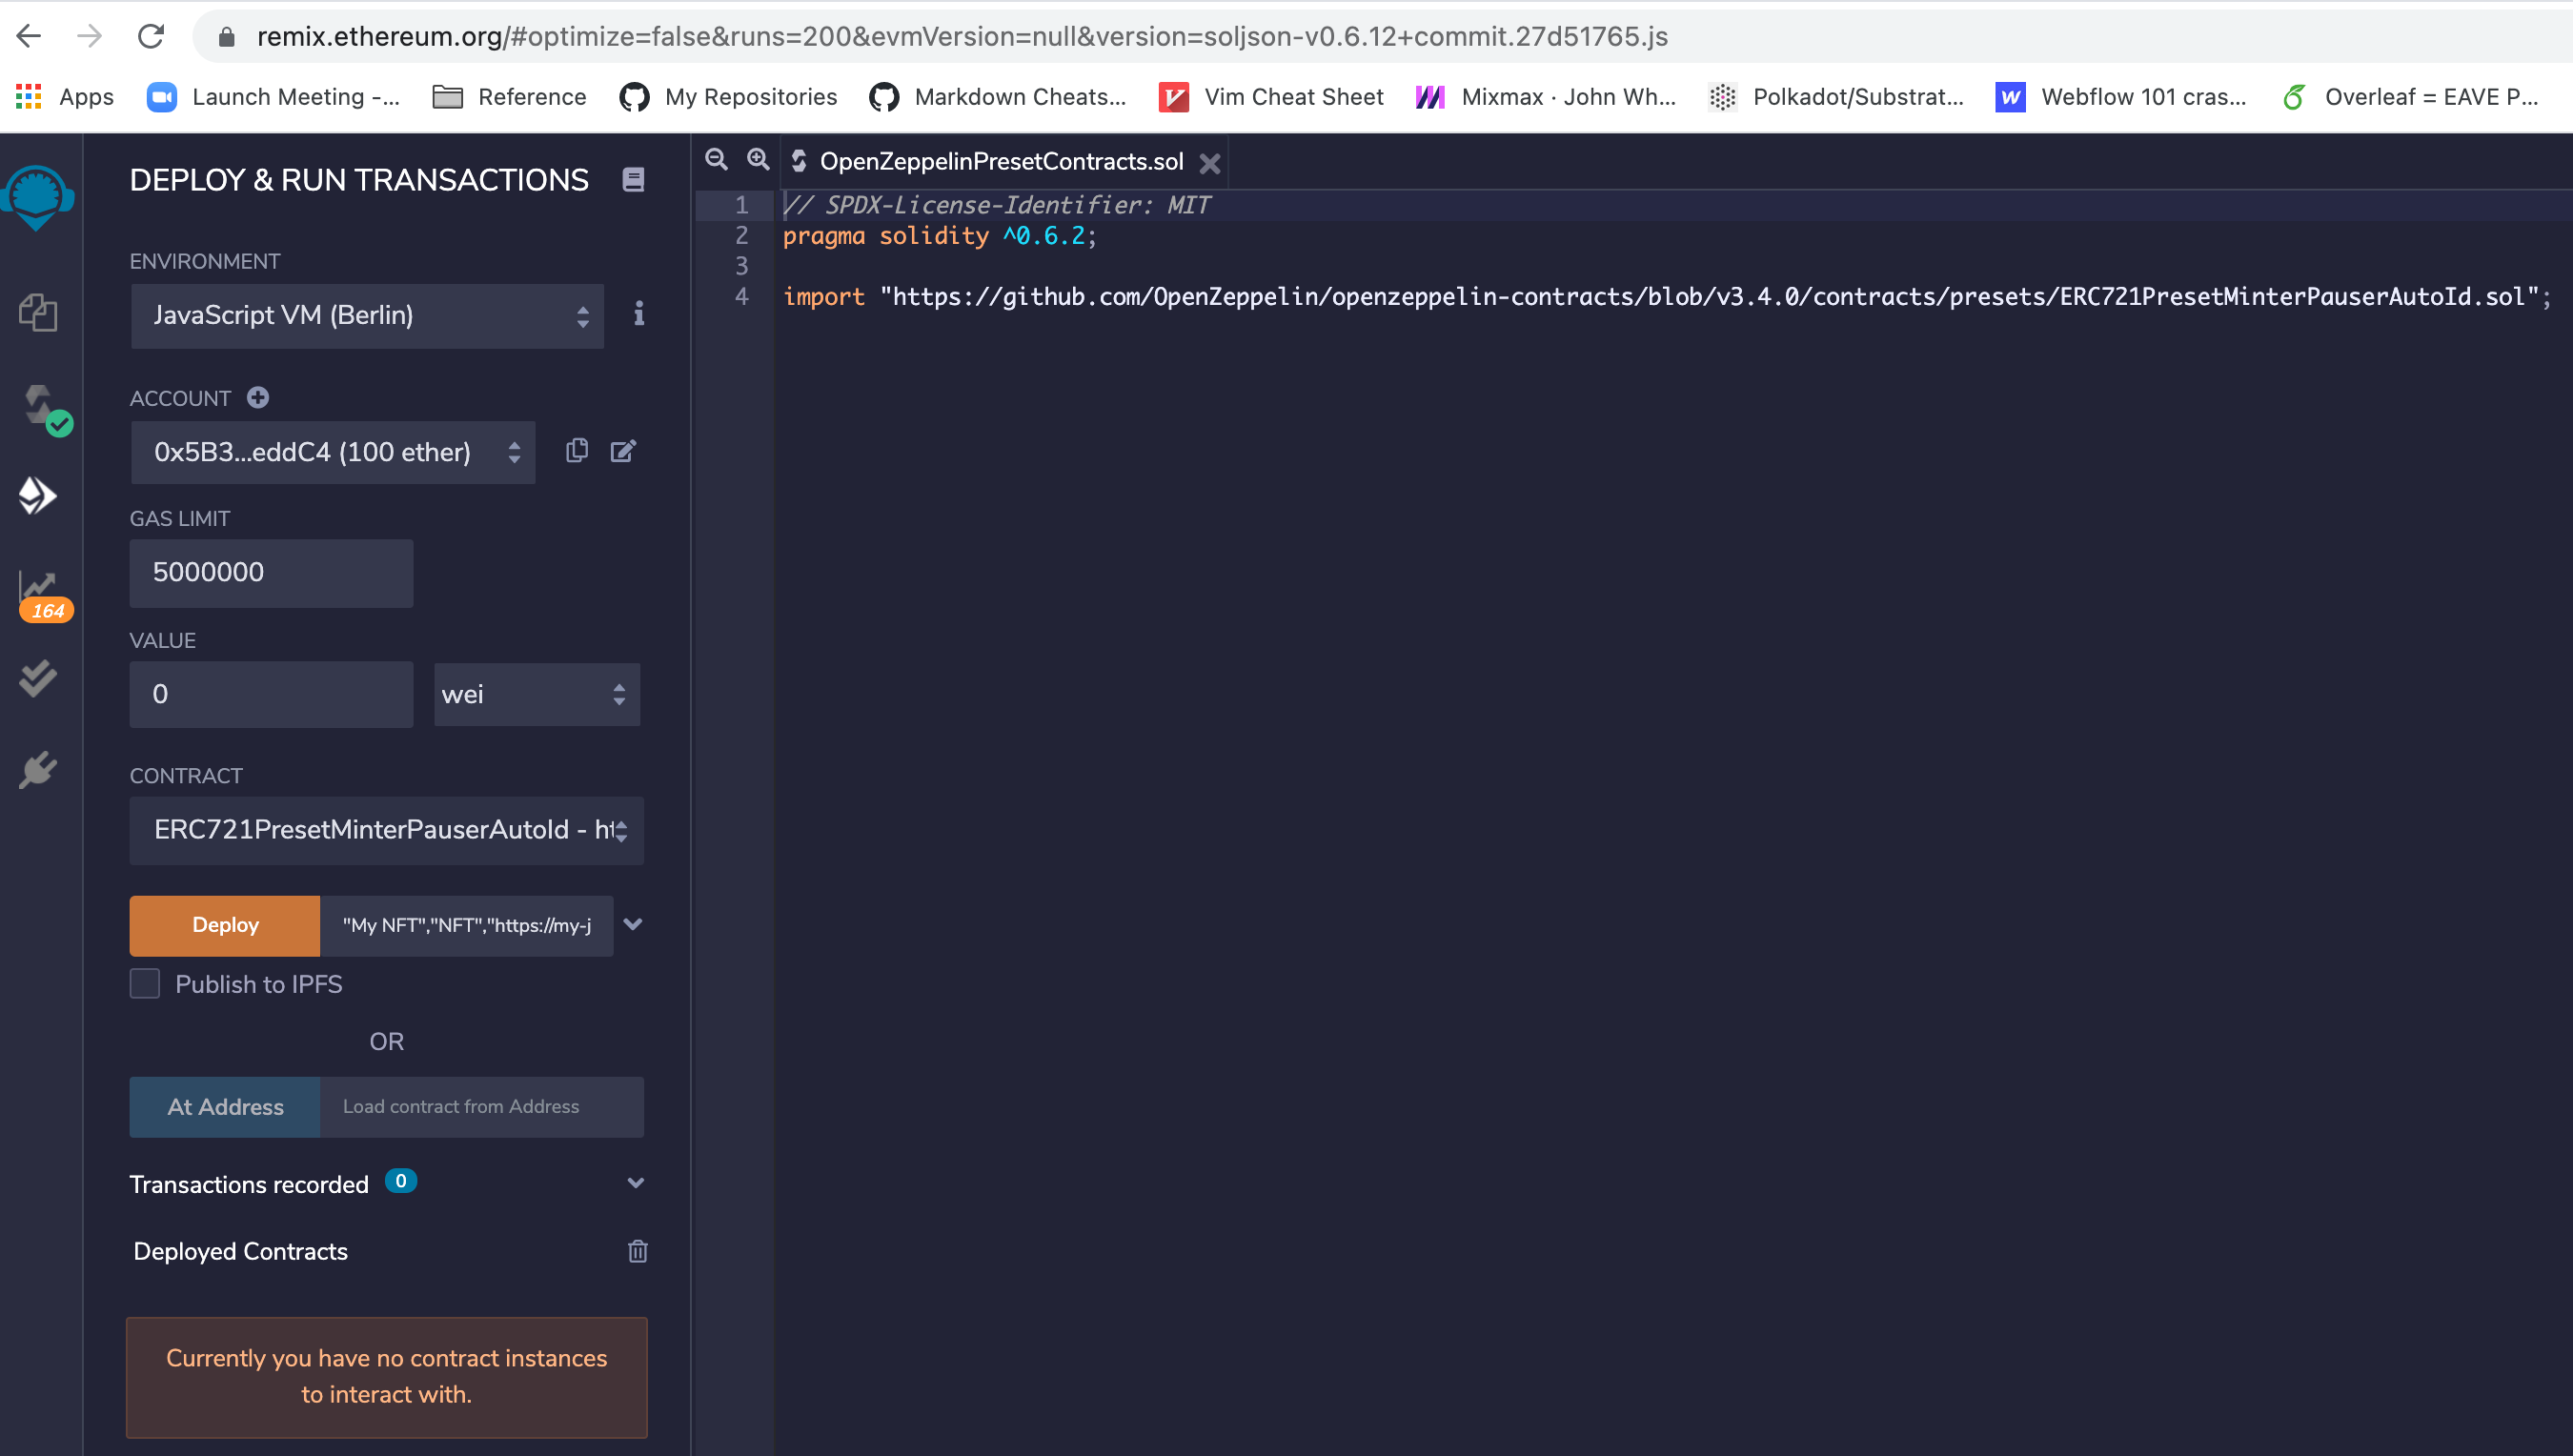 remix.ethereum.org/#optimize=false&runs=200&evmVersion=null&version=soljson-v0.6.12+commit.27d51765.js
Apps Launch Meeting -... Reference My Repositories Markdown Cheats... Vim Cheat Sheet Mixmax · John Wh... Polkadot/Substrat... Webflow 101 cras... Overleaf = EAVE P...
DEPLOY & RUN TRANSACTIONS
ENVIRONMENT
JavaScript VM (Berlin)
ACCOUNT
0x5B3...eddC4 (100 ether)
GAS LIMIT
5000000
164
VALUE
0 wei
CONTRACT
ERC721PresetMinterPauserAutoId - ht
Deploy "My NFT","NFT","https://my-j
Publish to IPFS
OR
At Address Load contract from Address
Transactions recorded 0
Deployed Contracts
Currently you have no contract instances
to interact with.
OpenZeppelinPresetContracts.sol
1 // SPDX-License-Identifier: MIT
2 pragma solidity ^0.6.2;
3
4 import "https://github.com/OpenZeppelin/openzeppelin-contracts/blob/v3.4.0/contracts/presets/ERC721PresetMinterPauserAutoId.sol";